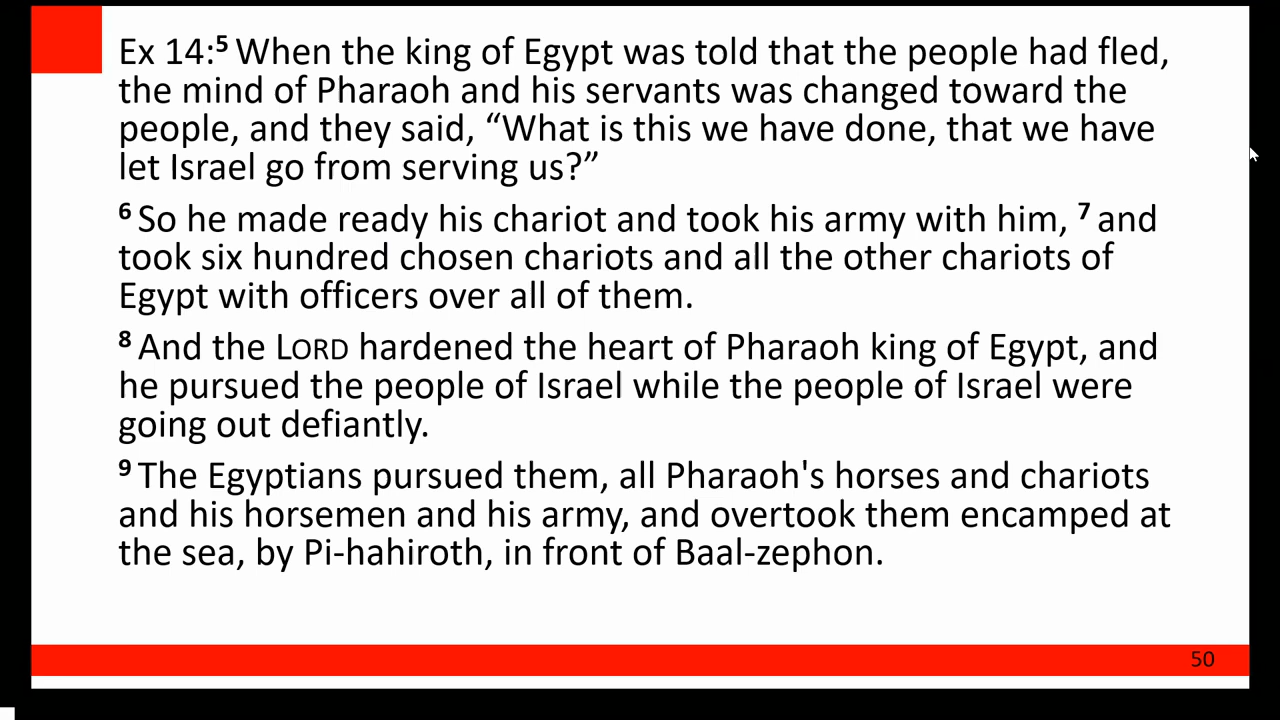 Ex 14:5 When the king of Egypt was told that the people had fled,
the mind of Pharaoh and his servants was changed toward the
people, and they said, “What is this we have done, that we have
let Israel go from serving us?”
6 So he made ready his chariot and took his army with him, 7 and
took six hundred chosen chariots and all the other chariots of
Egypt with officers over all of them.
8 And the LORD hardened the heart of Pharaoh king of Egypt, and
he pursued the people of Israel while the people of Israel were
going out defiantly.
9 The Egyptians pursued them, all Pharaoh's horses and chariots
and his horsemen and his army, and overtook them encamped at
the sea, by Pi-hahiroth, in front of Baal-zephon.
50